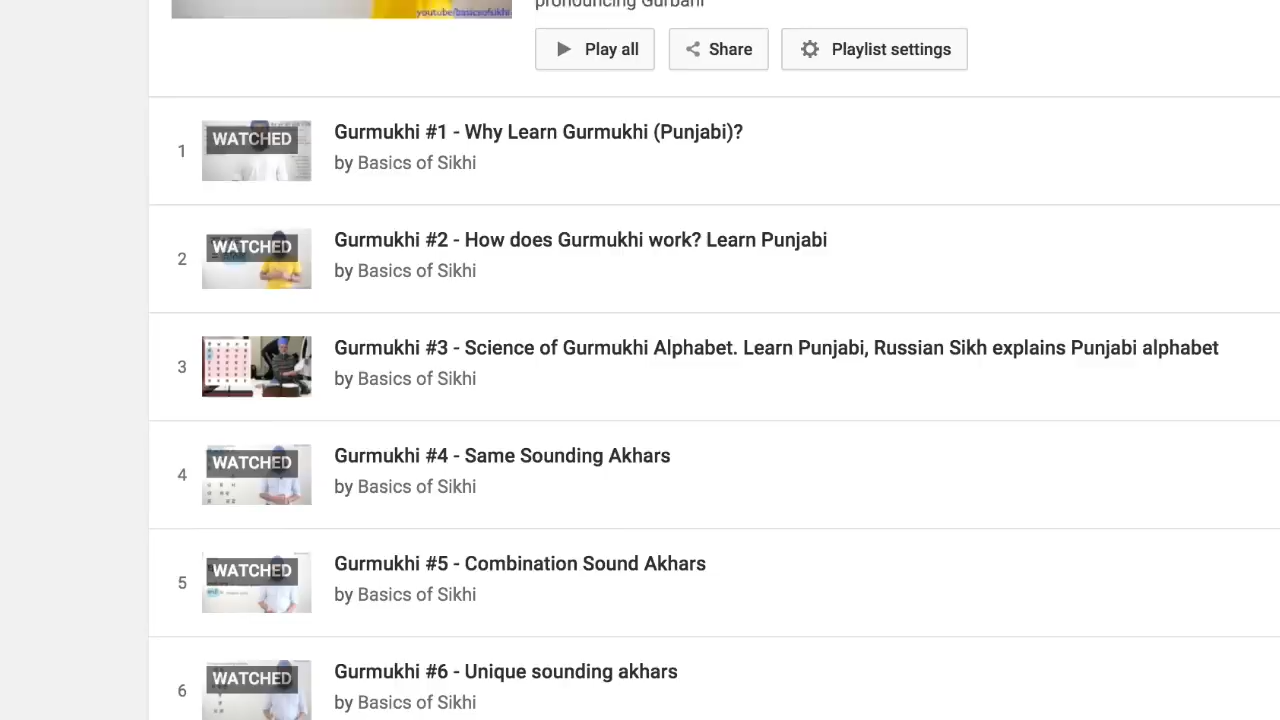 youtube/basicsofsikhi
pronouncing Gurbani
Play all
Share
Playlist settings
1
WATCHED
Gurmukhi #1 - Why Learn Gurmukhi (Punjabi)?
by Basics of Sikhi
2
WATCHED
Gurmukhi #2 - How does Gurmukhi work? Learn Punjabi
by Basics of Sikhi
3
Gurmukhi #3 - Science of Gurmukhi Alphabet. Learn Punjabi, Russian Sikh explains Punjabi alphabet
by Basics of Sikhi
4
WATCHED
Gurmukhi #4 - Same Sounding Akhars
by Basics of Sikhi
5
WATCHED
Gurmukhi #5 - Combination Sound Akhars
by Basics of Sikhi
6
WATCHED
Gurmukhi #6 - Unique sounding akhars
by Basics of Sikhi